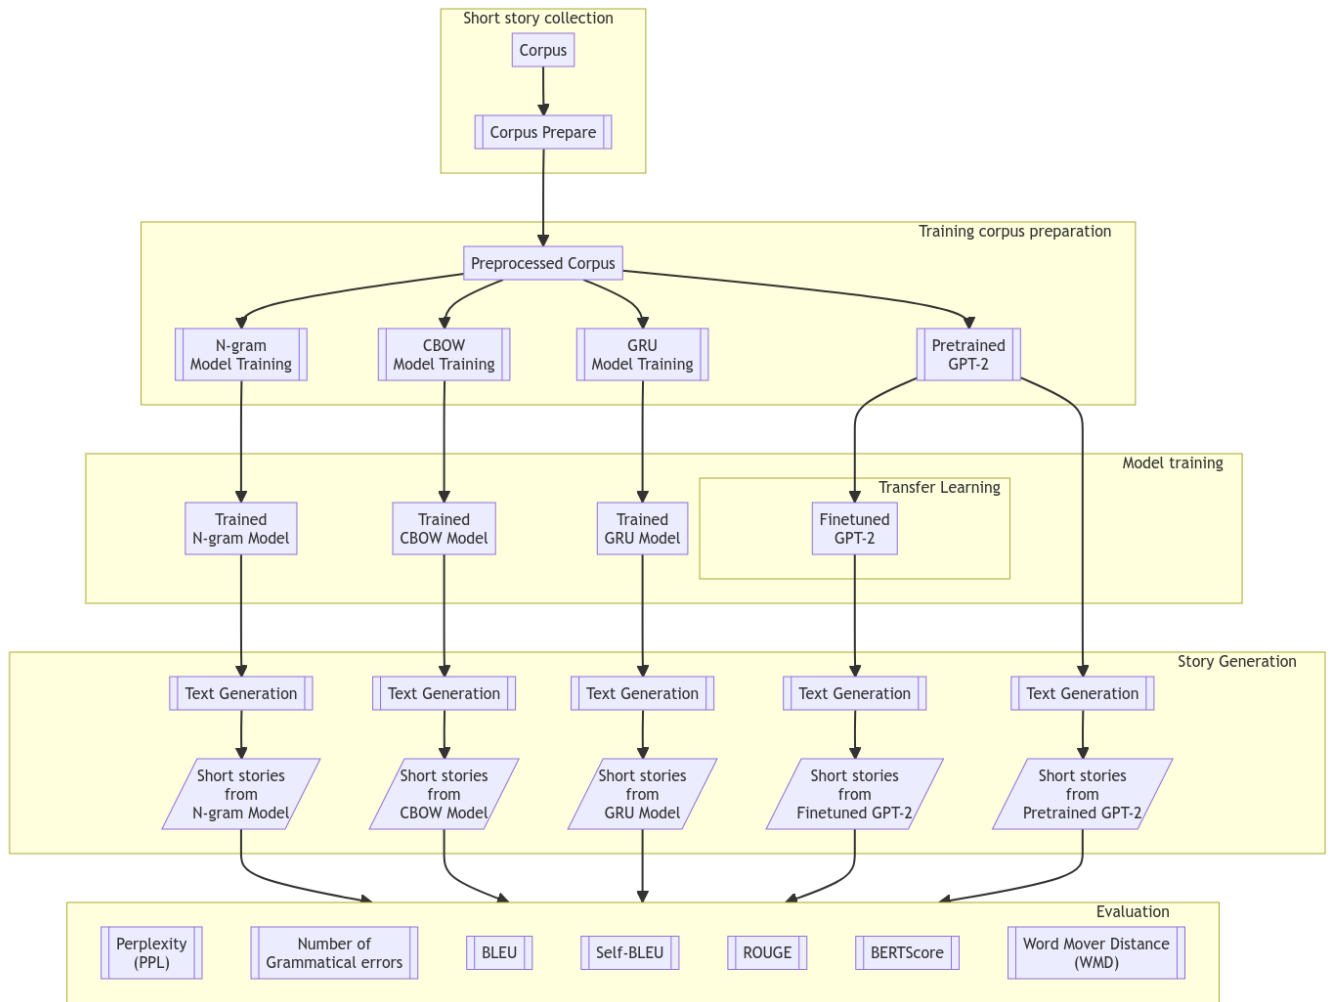 Short story collection
Corpus
Corpus Prepare
Training corpus preparation
Preprocessed Corpus
N-gram
Model Training
CBOW
Model Training
GRU
Model Training
Pretrained
GPT-2
Model training
Transfer Learning
Trained
N-gram Model
Trained
CBOW Model
Trained
GRU Model
Finetuned
GPT-2
Story Generation
Text Generation
Text Generation
Text Generation
Text Generation
Text Generation
Short stories
from
N-gram Model
Short stories
from
CBOW Model
Short stories
from
GRU Model
Short stories
from
Finetuned GPT-2
Short stories
from
Pretrained GPT-2
Evaluation
Perplexity
(PPL)
Number of
Grammatical errors
BLEU
Self-BLEU
ROUGE
BERTScore
Word Mover Distance
(WMD)